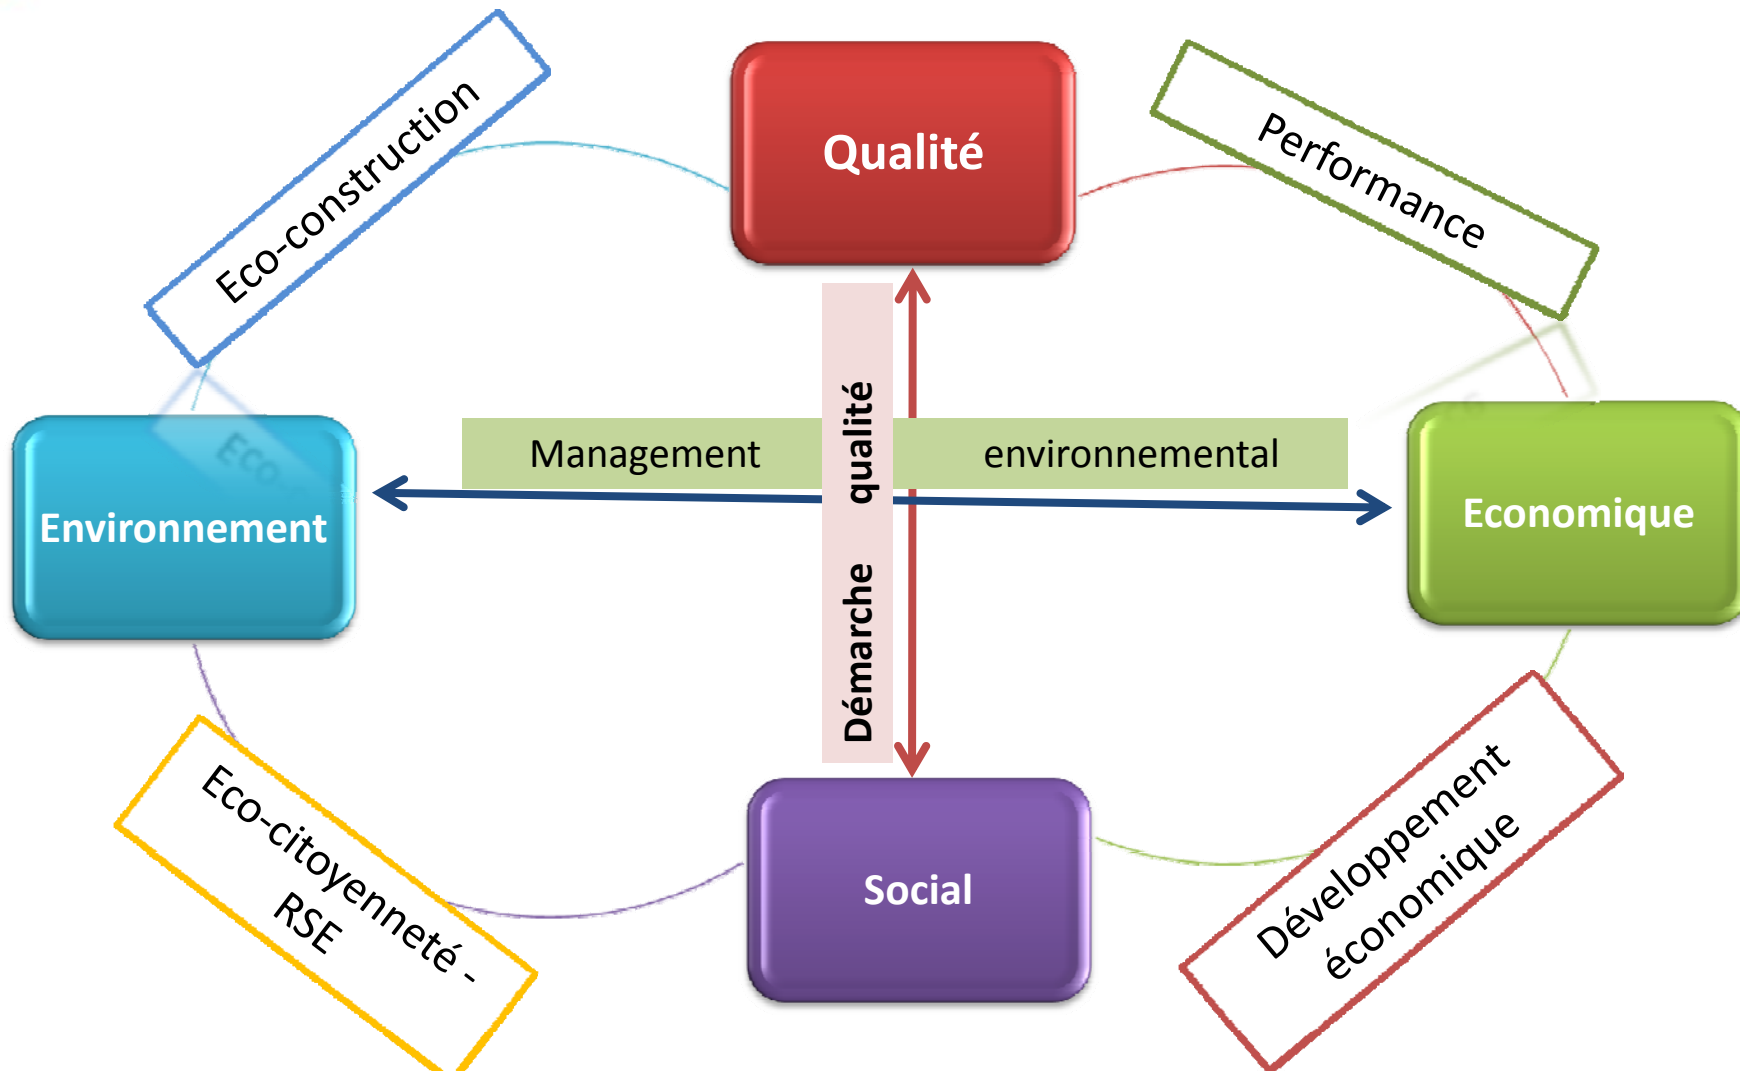 Eco-construction
Qualité
Performance
Management environnemental
Démarche qualité
Environnement
Economique
Eco-citoyenneté -
RSE
Social
Développement
économique